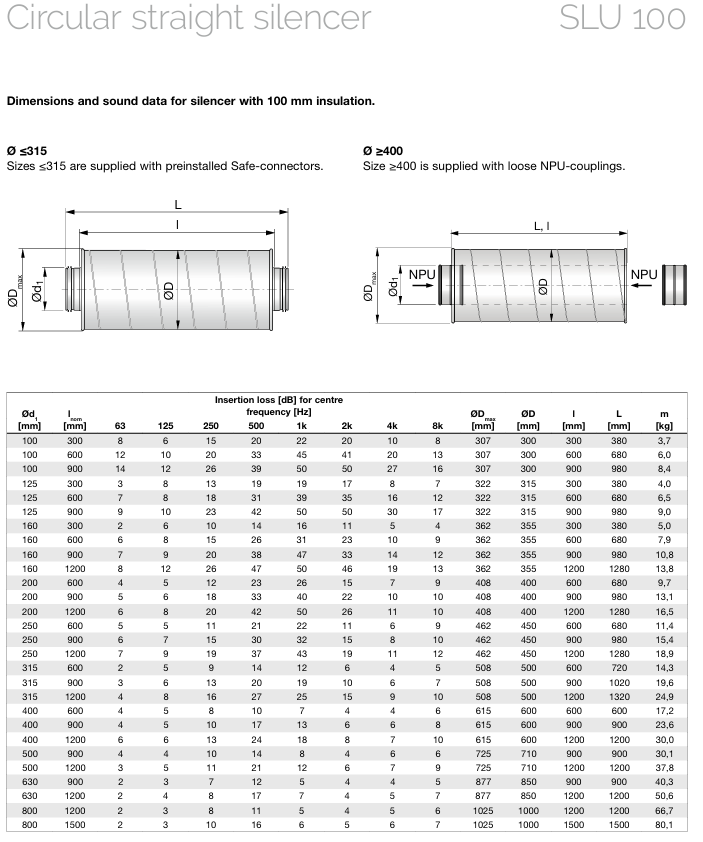 Circular straight silencer SLU 100
Dimensions and sound data for silencer with 100 mm insulation.
Ø ≤315
Sizes ≤315 are supplied with preinstalled Safe-connectors.
Ø ≥400
Size ≥400 is supplied with loose NPU-couplings.
L
l
ØDmax
Ød1
ØD
L, l
ØDmax
Ød1
NPU
ØD
NPU
Insertion loss [dB] for centre
frequency [Hz]
Ød1 lnom ØDmax ØD l L m
[mm] [mm] 63 125 250 500 1k 2k 4k 8k [mm] [mm] [mm] [mm] [kg]
100 300 8 6 15 20 22 20 10 8 307 300 300 380 3,7
100 600 12 10 20 33 45 41 20 13 307 300 600 680 6,0
100 900 14 12 26 39 50 50 27 16 307 300 900 980 8,4
125 300 3 8 13 19 19 17 8 7 322 315 300 380 4,0
125 600 7 8 18 31 39 35 16 12 322 315 600 680 6,5
125 900 9 10 23 42 50 50 30 17 322 315 900 980 9,0
160 300 2 6 10 14 16 11 5 4 362 355 300 380 5,0
160 600 6 8 15 26 31 23 10 9 362 355 600 680 7,9
160 900 7 9 20 38 47 33 14 12 362 355 900 980 10,8
160 1200 8 12 26 47 50 46 19 13 362 355 1200 1280 13,8
200 600 4 5 12 23 26 15 7 9 408 400 600 680 9,7
200 900 5 6 18 33 40 22 10 10 408 400 900 980 13,1
200 1200 6 8 20 42 50 26 11 10 408 400 1200 1280 16,5
250 600 5 5 11 21 22 11 6 9 462 450 600 680 11,4
250 900 6 7 15 30 32 15 8 10 462 450 900 980 15,4
250 1200 7 9 19 37 43 19 11 12 462 450 1200 1280 18,9
315 600 2 5 9 14 12 6 4 5 508 500 600 720 14,3
315 900 3 6 13 20 19 10 6 7 508 500 900 1020 19,6
315 1200 4 8 16 27 25 15 9 10 508 500 1200 1320 24,9
400 600 4 5 8 10 7 4 4 6 615 600 600 600 17,2
400 900 4 5 10 17 13 6 6 8 615 600 900 900 23,6
400 1200 6 6 13 24 18 8 7 10 615 600 1200 1200 30,0
500 900 4 4 10 14 8 4 6 6 725 710 900 900 30,1
500 1200 3 5 11 21 12 6 7 9 725 710 1200 1200 37,8
630 900 2 3 7 12 5 4 4 5 877 850 900 900 40,3
630 1200 2 4 8 17 7 4 5 7 877 850 1200 1200 50,6
800 1200 2 3 8 11 5 4 5 6 1025 1000 1200 1200 66,7
800 1500 2 3 10 16 6 5 6 7 1025 1000 1500 1500 80,1